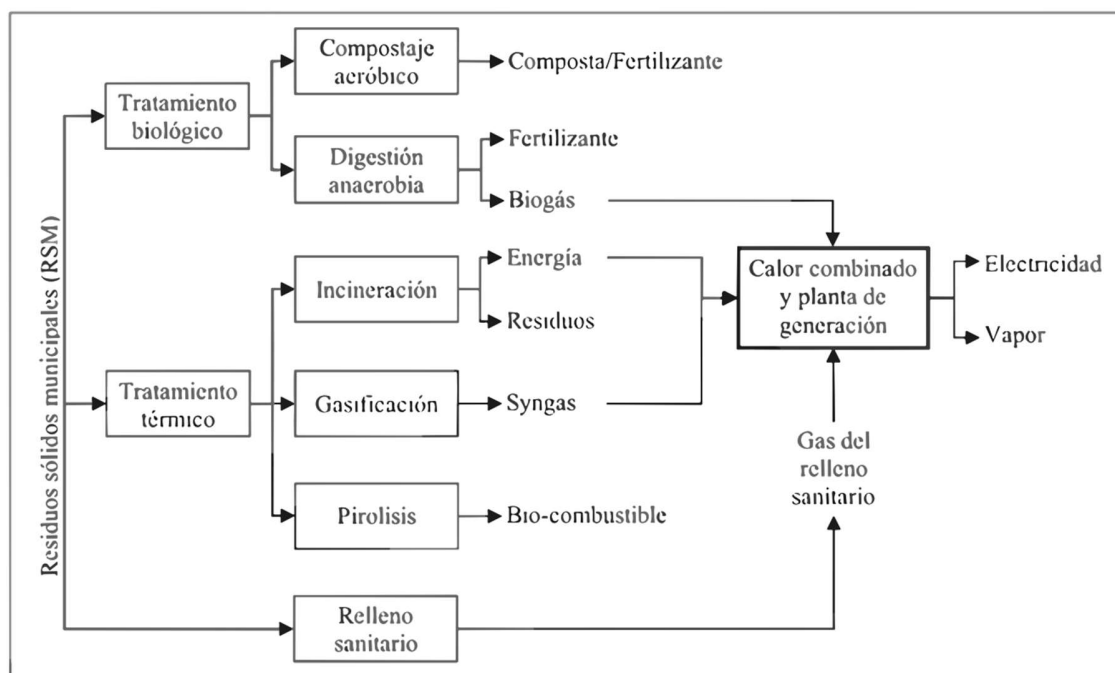 Residuos sólidos municipales (RSM)
Tratamiento
biológico
Compostaje
aeróbico
Composta/Fertilizante
Digestión
anaerobia
Fertilizante
Biogás
Tratamiento
térmico
Incineración
Energía
Residuos
Gasificación
Syngas
Pirolisis
Bio-combustible
Relleno
sanitario
Gas del
relleno
sanitario
Calor combinado
y planta de
generación
Electricidad
Vapor